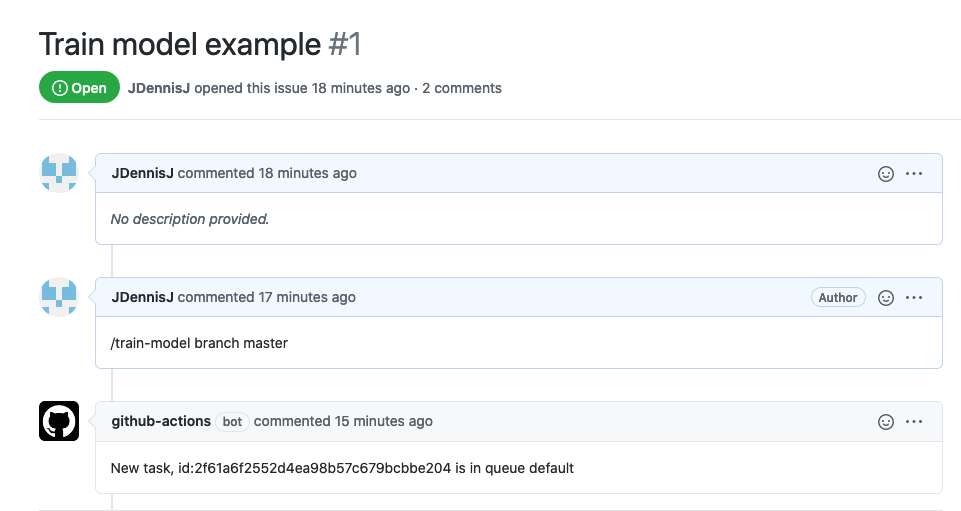 Train model example #1
Open JDennisJ opened this issue 18 minutes ago · 2 comments
JDennisJ commented 18 minutes ago
No description provided.
JDennisJ commented 17 minutes ago Author
/train-model branch master
github-actions bot commented 15 minutes ago
New task, id:2f61a6f2552d4ea98b57c679bcbbe204 is in queue default